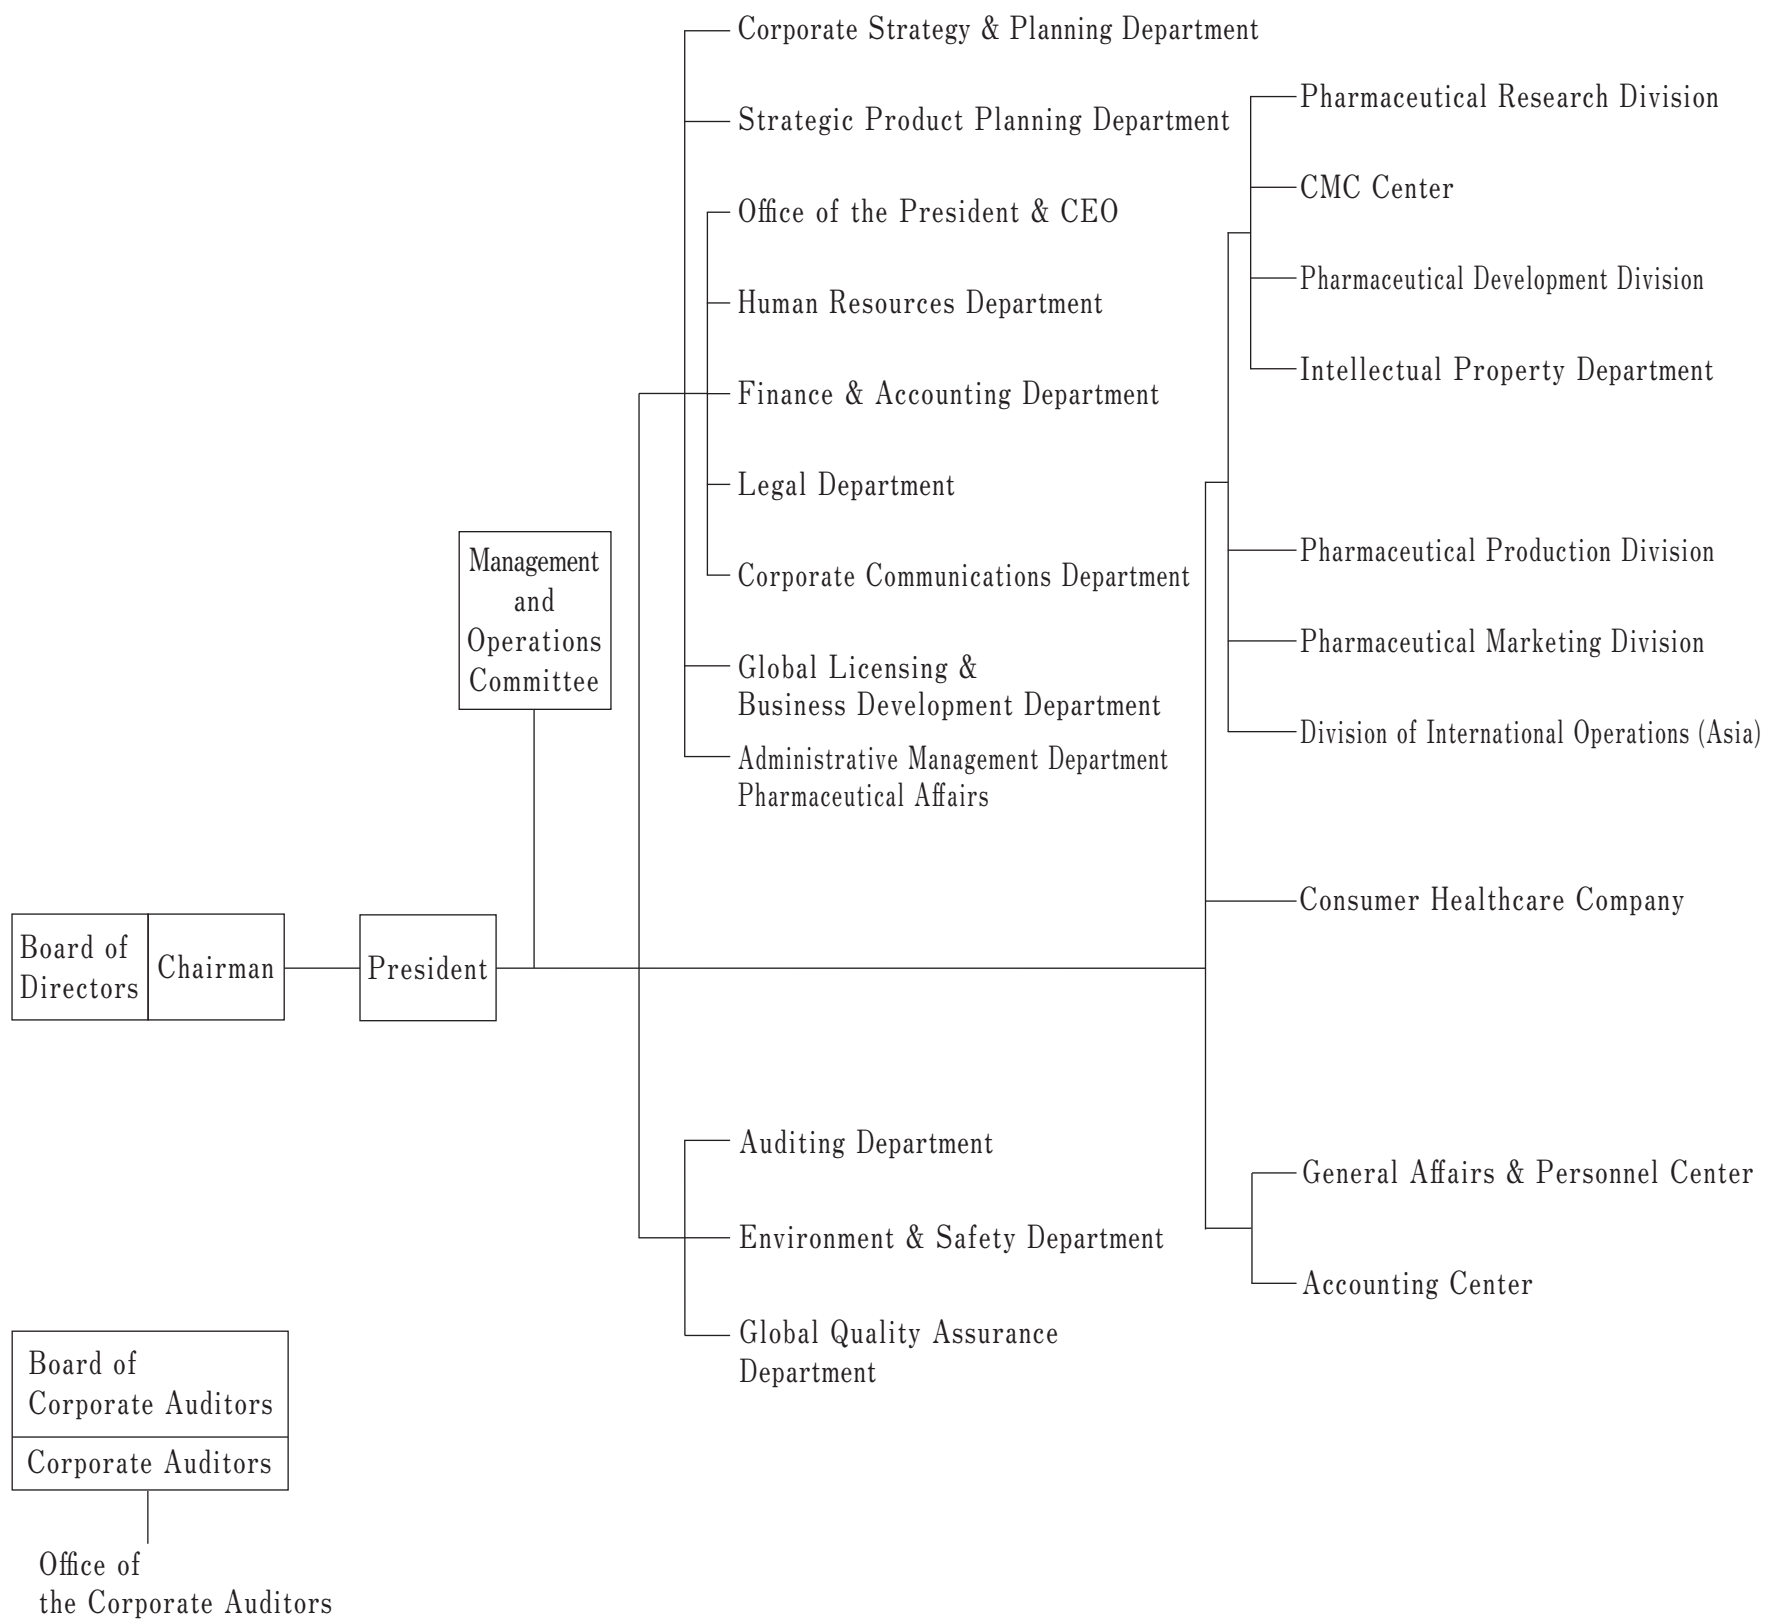 Corporate Strategy & Planning Department
Strategic Product Planning Department
Office of the President & CEO
Human Resources Department
Finance & Accounting Department
Legal Department
Corporate Communications Department
Global Licensing &
Business Development Department
Administrative Management Department
Pharmaceutical Affairs
Pharmaceutical Research Division
CMC Center
Pharmaceutical Development Division
Intellectual Property Department
Pharmaceutical Production Division
Pharmaceutical Marketing Division
Division of International Operations (Asia)
Consumer Healthcare Company
General Affairs & Personnel Center
Accounting Center
Management
and
Operations
Committee
Board of
Directors
Chairman
President
Auditing Department
Environment & Safety Department
Global Quality Assurance
Department
Board of
Corporate Auditors
Corporate Auditors
Office of
the Corporate Auditors